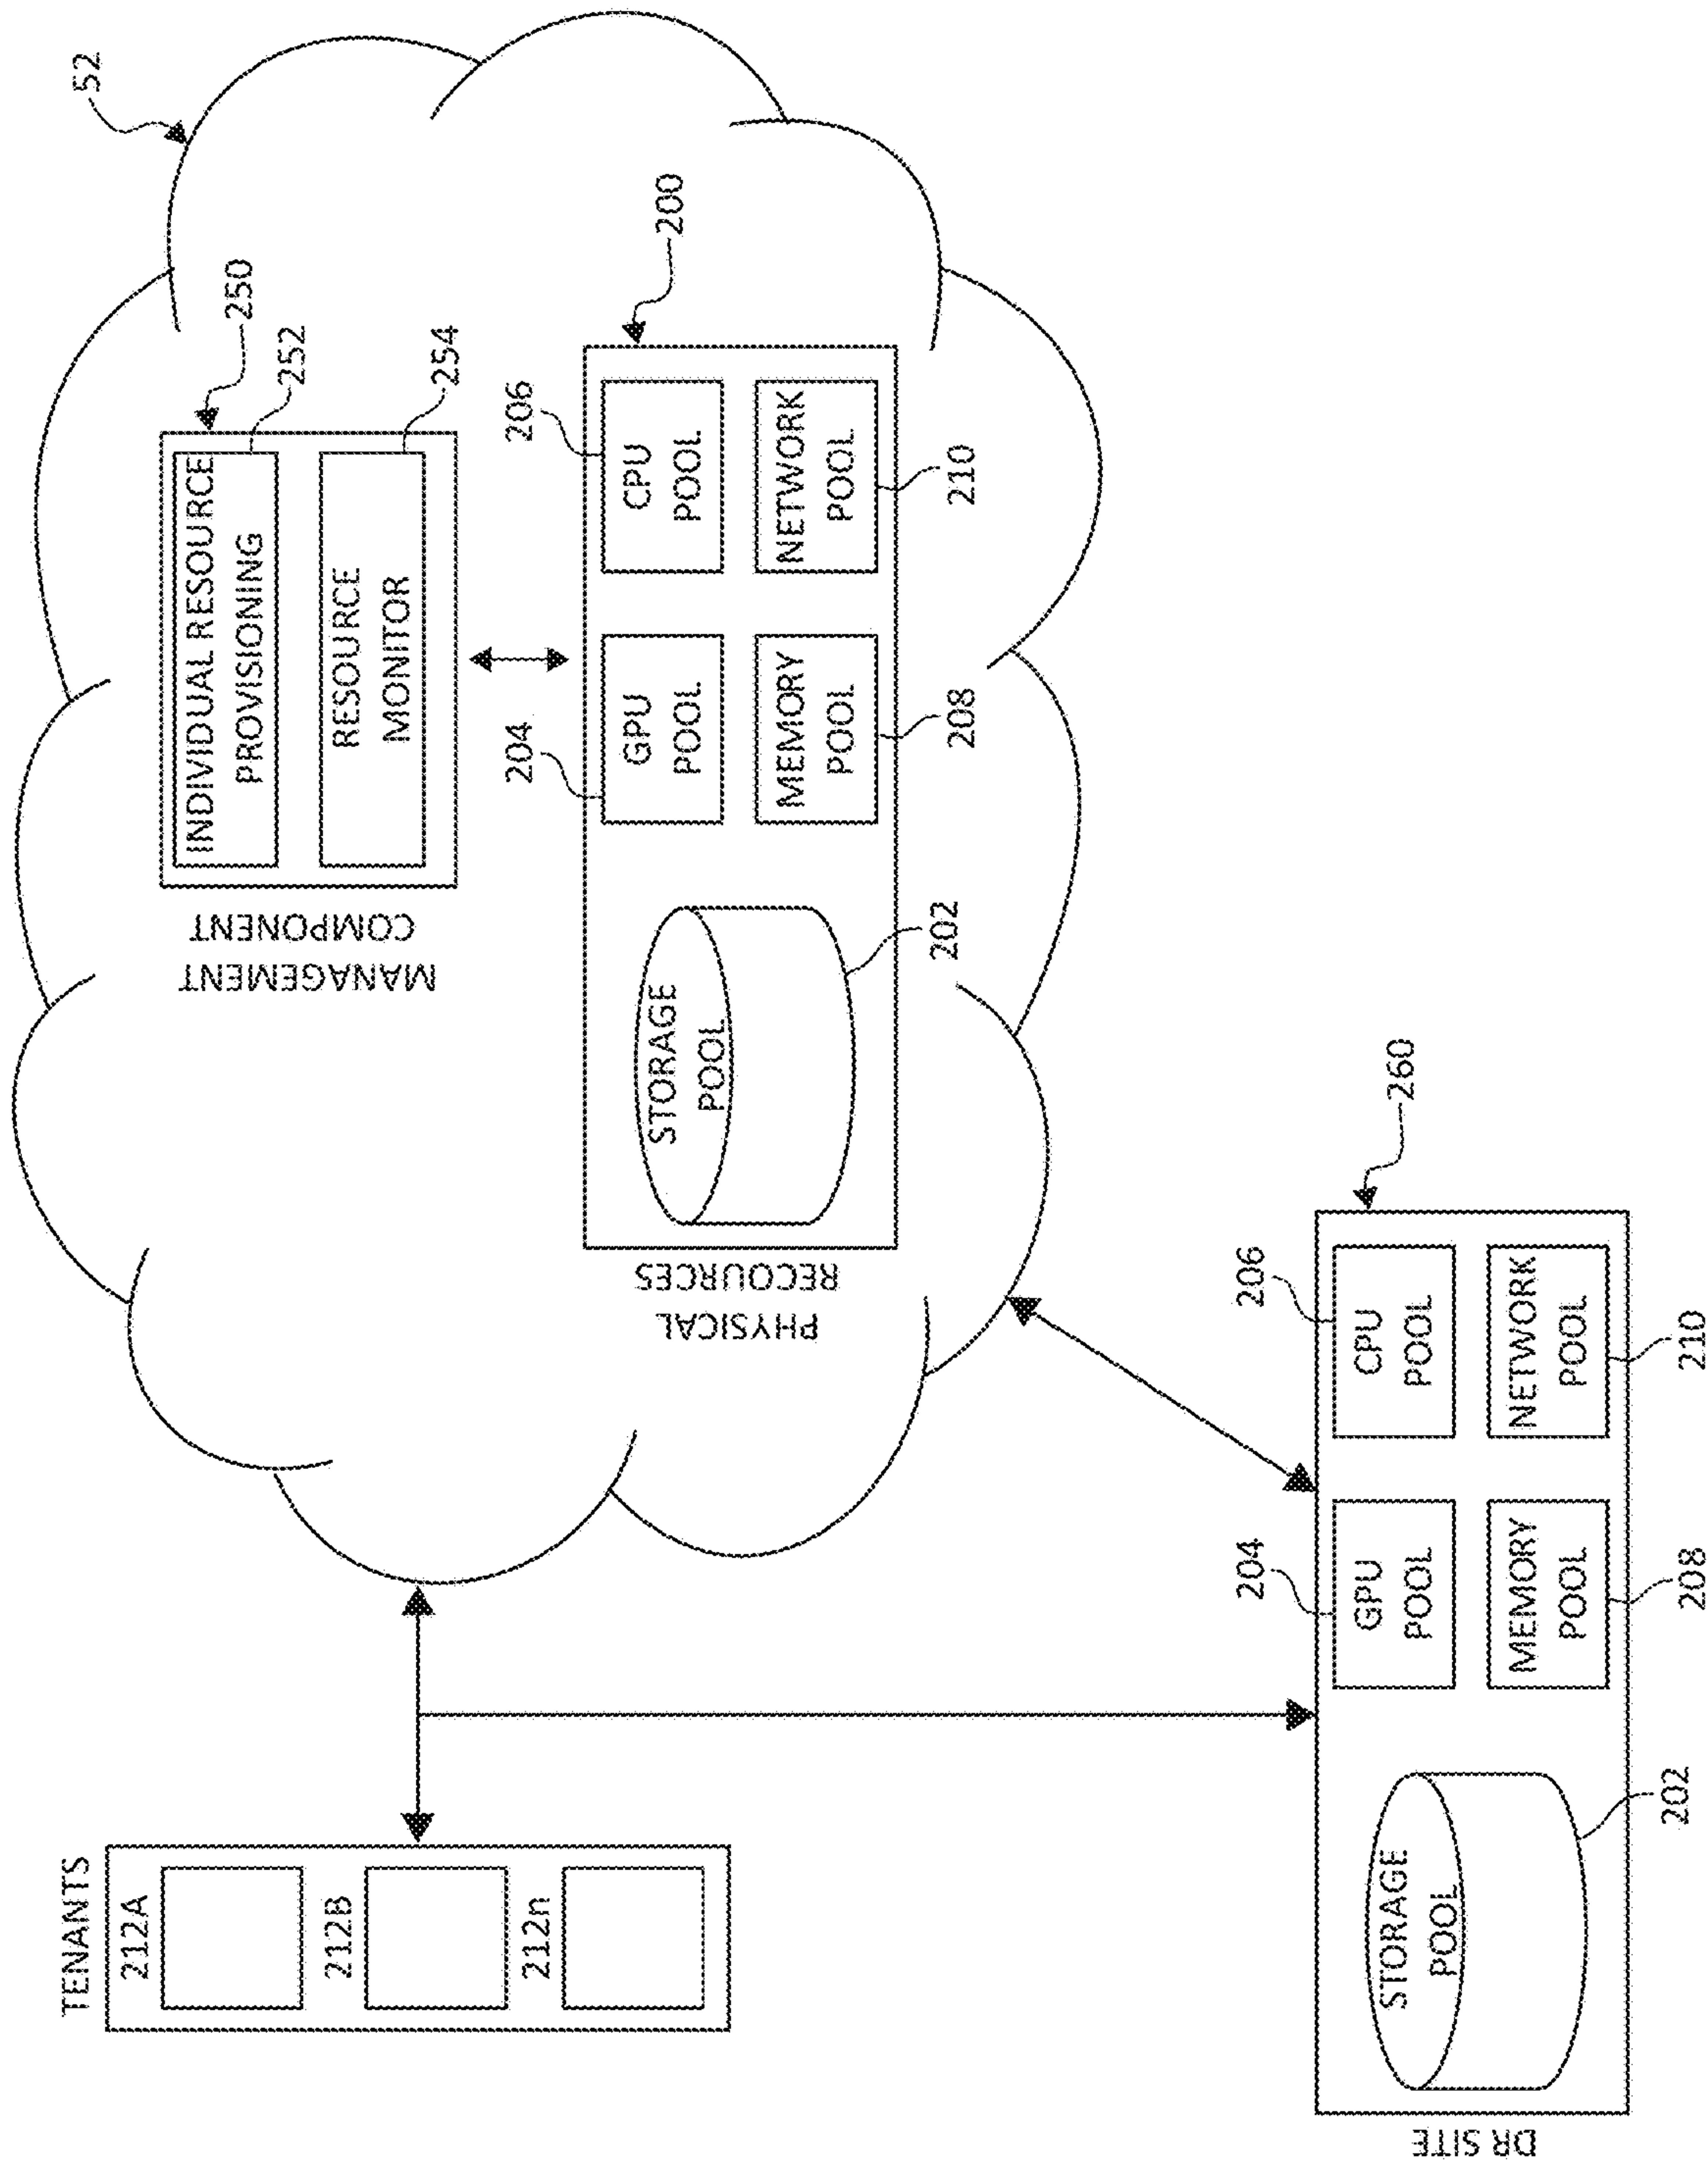 52
250
INDIVIDUAL RESOURCE
PROVISIONING
252
RESOURCE
MONITOR
254
MANAGEMENT
COMPONENT
200
PHYSICAL
RECOURCES
STORAGE
POOL
202
204
GPU
POOL
206
CPU
POOL
MEMORY
POOL
208
NETWORK
POOL
210
TENANTS
212A
212B
212n
260
DR SITE
STORAGE
POOL
202
204
GPU
POOL
206
CPU
POOL
MEMORY
POOL
208
NETWORK
POOL
210